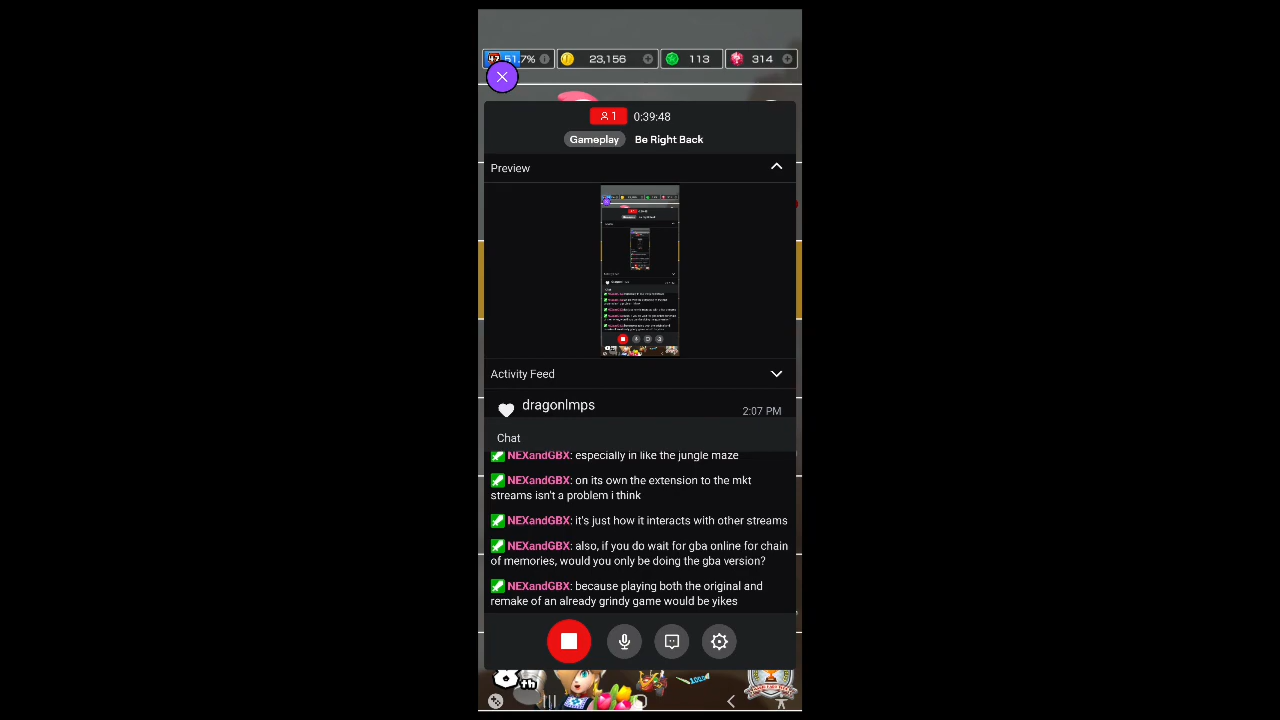 47 51.7%
23,156
113
314
1 0:39:48
Gameplay Be Right Back
Preview
Activity Feed
dragonlmps
2:07 PM
Chat
NEXandGBX: especially in like the jungle maze
NEXandGBX: on its own the extension to the mkt
streams isn't a problem i think
NEXandGBX: it's just how it interacts with other streams
NEXandGBX: also, if you do wait for gba online for chain
of memories, would you only be doing the gba version?
NEXandGBX: because playing both the original and
remake of an already grindy game would be yikes
8th